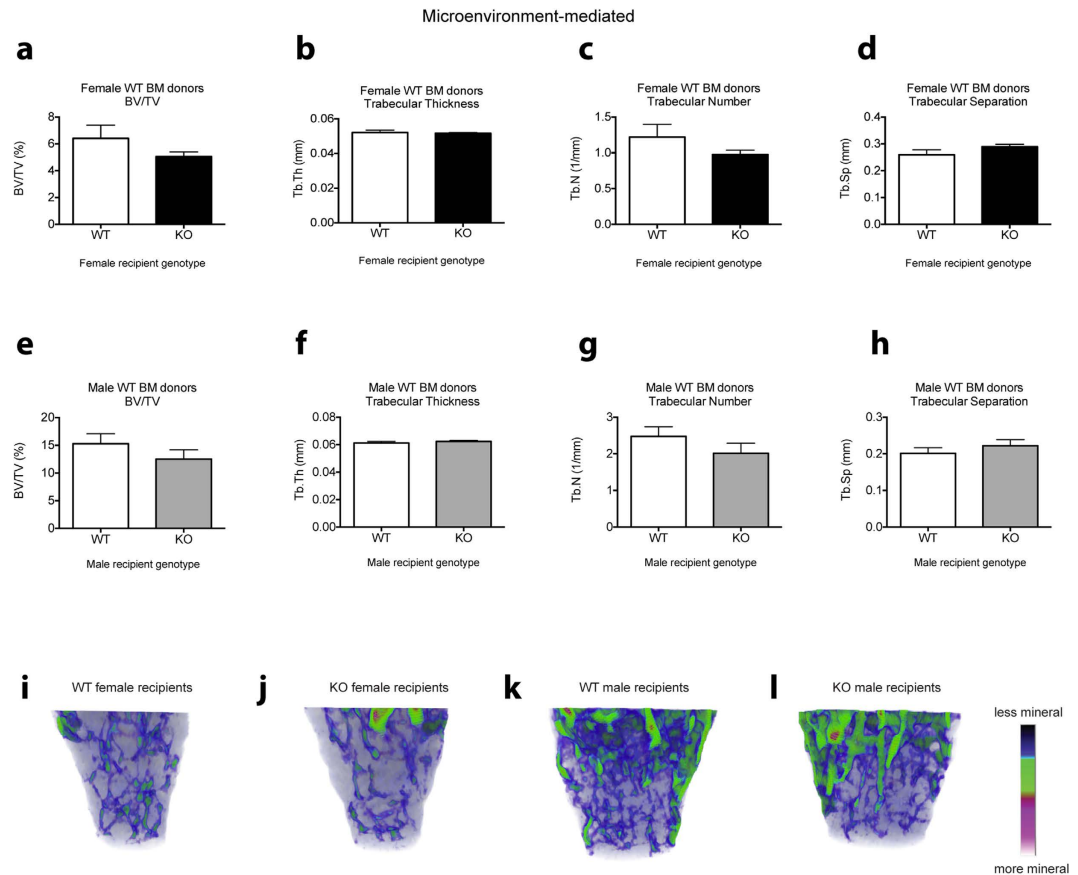 Microenvironment-mediated
a
Female WT BM donors
BV/TV
BV/TV (%)
8
6
4
2
0
WT KO
Female recipient genotype
b
Female WT BM donors
Trabecular Thickness
Tb.Th (mm)
0.06
0.04
0.02
0.00
WT KO
Female recipient genotype
c
Female WT BM donors
Trabecular Number
Tb.N (1/mm)
1.5
1.0
0.5
0.0
WT KO
Female recipient genotype
d
Female WT BM donors
Trabecular Separation
Tb.Sp (mm)
0.4
0.3
0.2
0.1
0.0
WT KO
Female recipient genotype
e
Male WT BM donors
BV/TV
BV/TV (%)
20
15
10
5
0
WT KO
Male recipient genotype
f
Male WT BM donors
Trabecular Thickness
Tb.Th (mm)
0.08
0.06
0.04
0.02
0.00
WT KO
Male recipient genotype
g
Male WT BM donors
Trabecular Number
Tb.N (1/mm)
3
2
1
0
WT KO
Male recipient genotype
h
Male WT BM donors
Trabecular Separation
Tb.Sp (mm)
0.3
0.2
0.1
0.0
WT KO
Male recipient genotype
i
WT female recipients
j
KO female recipients
k
WT male recipients
l
KO male recipients
less mineral
more mineral